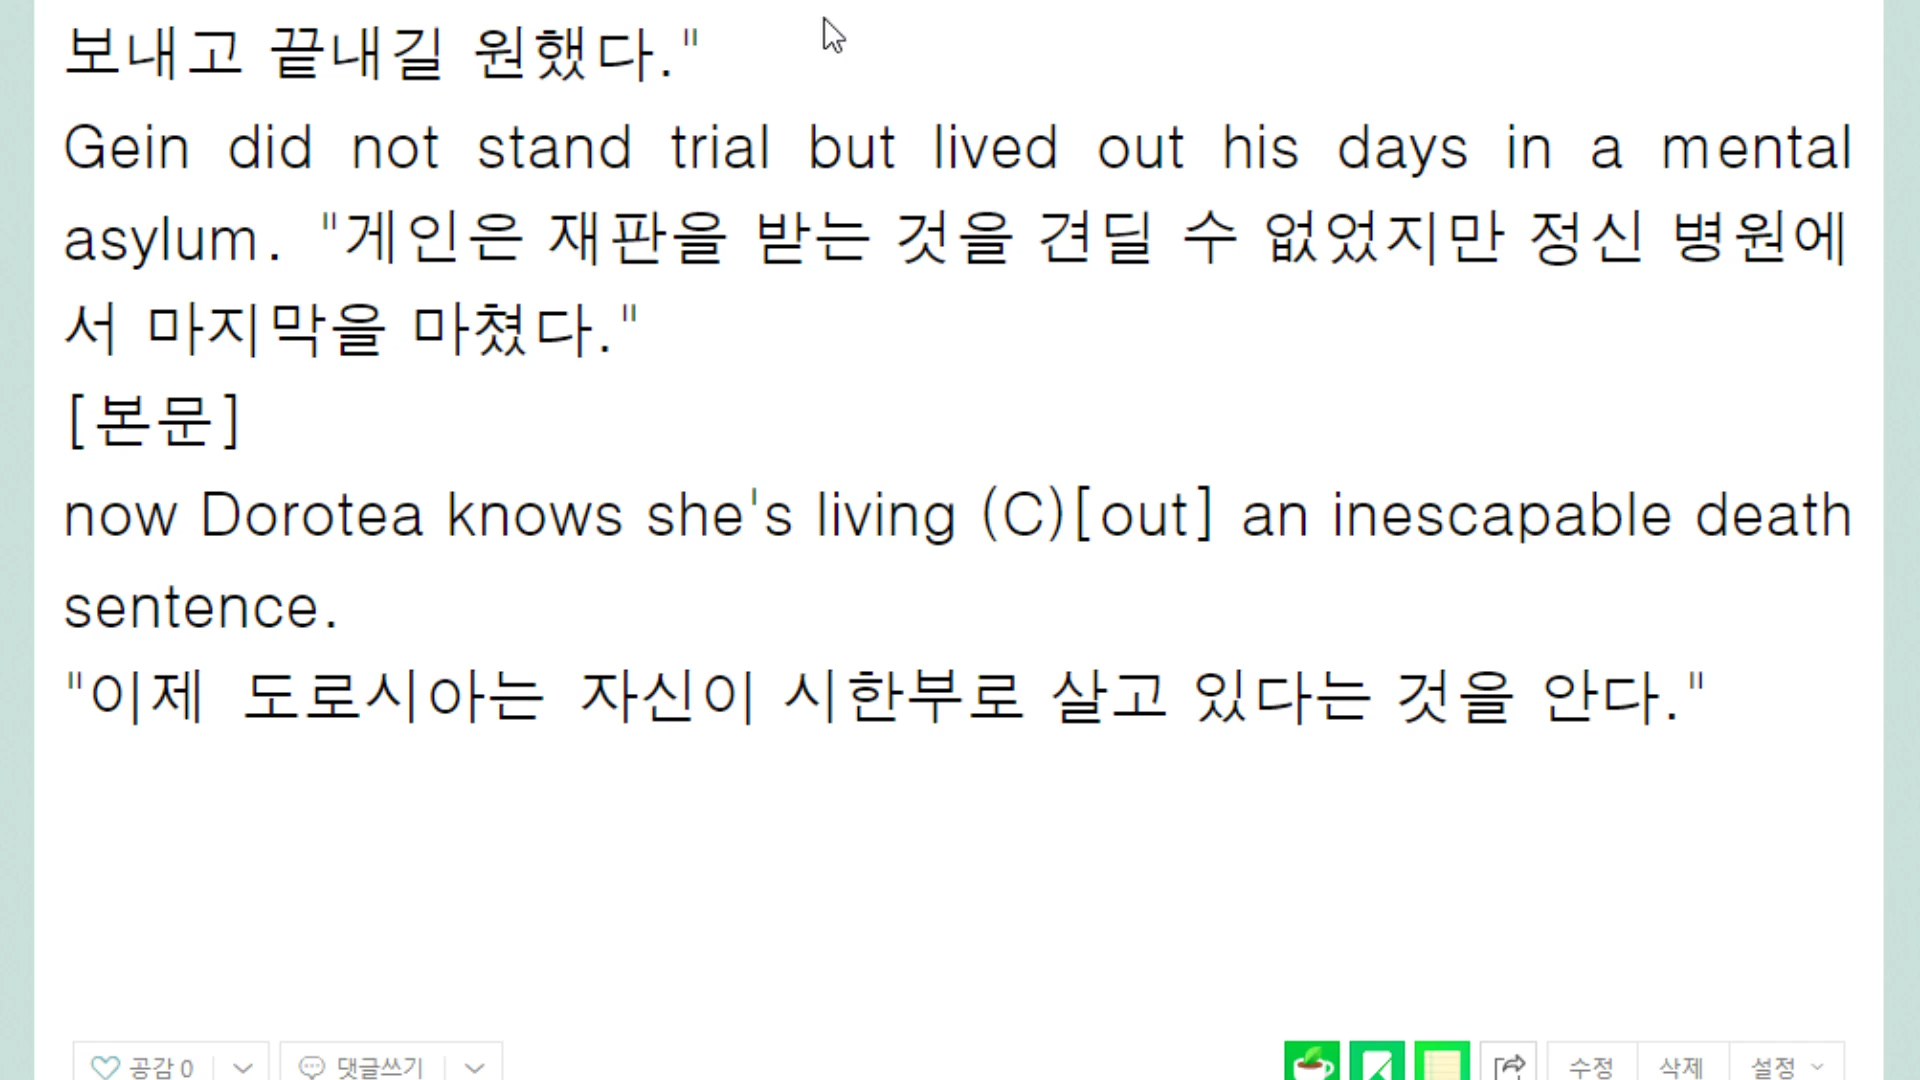 보내고 끝내길 원했다."
Gein did not stand trial but lived out his days in a mental
asylum. "게인은 재판을 받는 것을 견딜 수 없었지만 정신 병원에
서 마지막을 마쳤다."
[본문]
now Dorotea knows she's living (C)[out] an inescapable death
sentence.
"이제 도로시아는 자신이 시한부로 살고 있다는 것을 안다."
공감 0 댓글쓰기 수정 삭제 설정